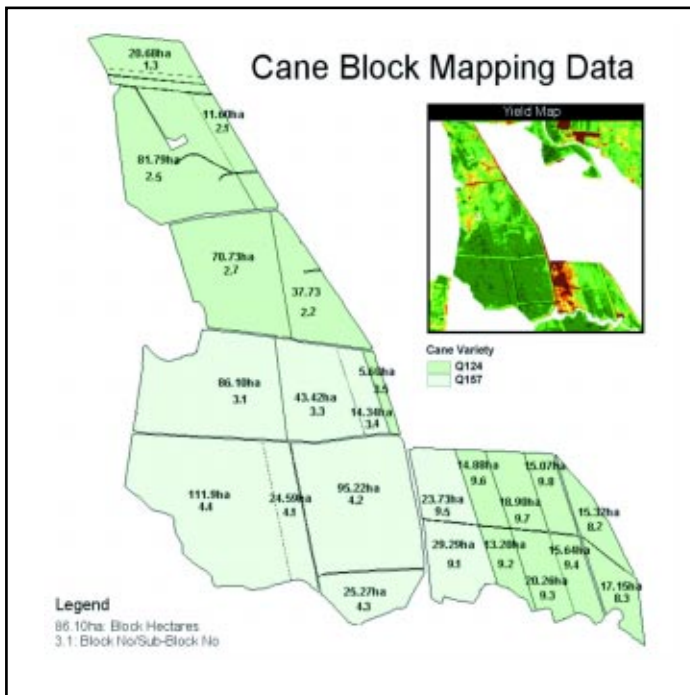 Cane Block Mapping Data
Yield Map
20.68ha
1.3
11.60ha
2.1
81.79ha
2.5
70.73ha
2.7
37.73
2.2
Cane Variety
Q124
Q157
86.10ha
3.1
43.42ha
3.3
14.34ha
3.4
3.5
111.9ha
4.4
24.59ha
4.1
95.22ha
4.2
25.27ha
4.3
23.73ha
9.5
14.88ha
9.6
18.90ha
9.7
15.07ha
9.8
15.32ha
8.2
29.29ha
9.1
13.20ha
9.2
20.26ha
9.3
15.64ha
9.4
17.15ha
8.3
Legend
86.10ha: Block Hectares
3.1: Block No/Sub-Block No